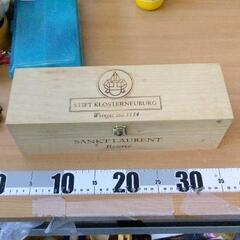 STIFT KLOSTERNEUBURG
Weingut seit 1114
SANKT LAURENT
Reserve
10 20 30